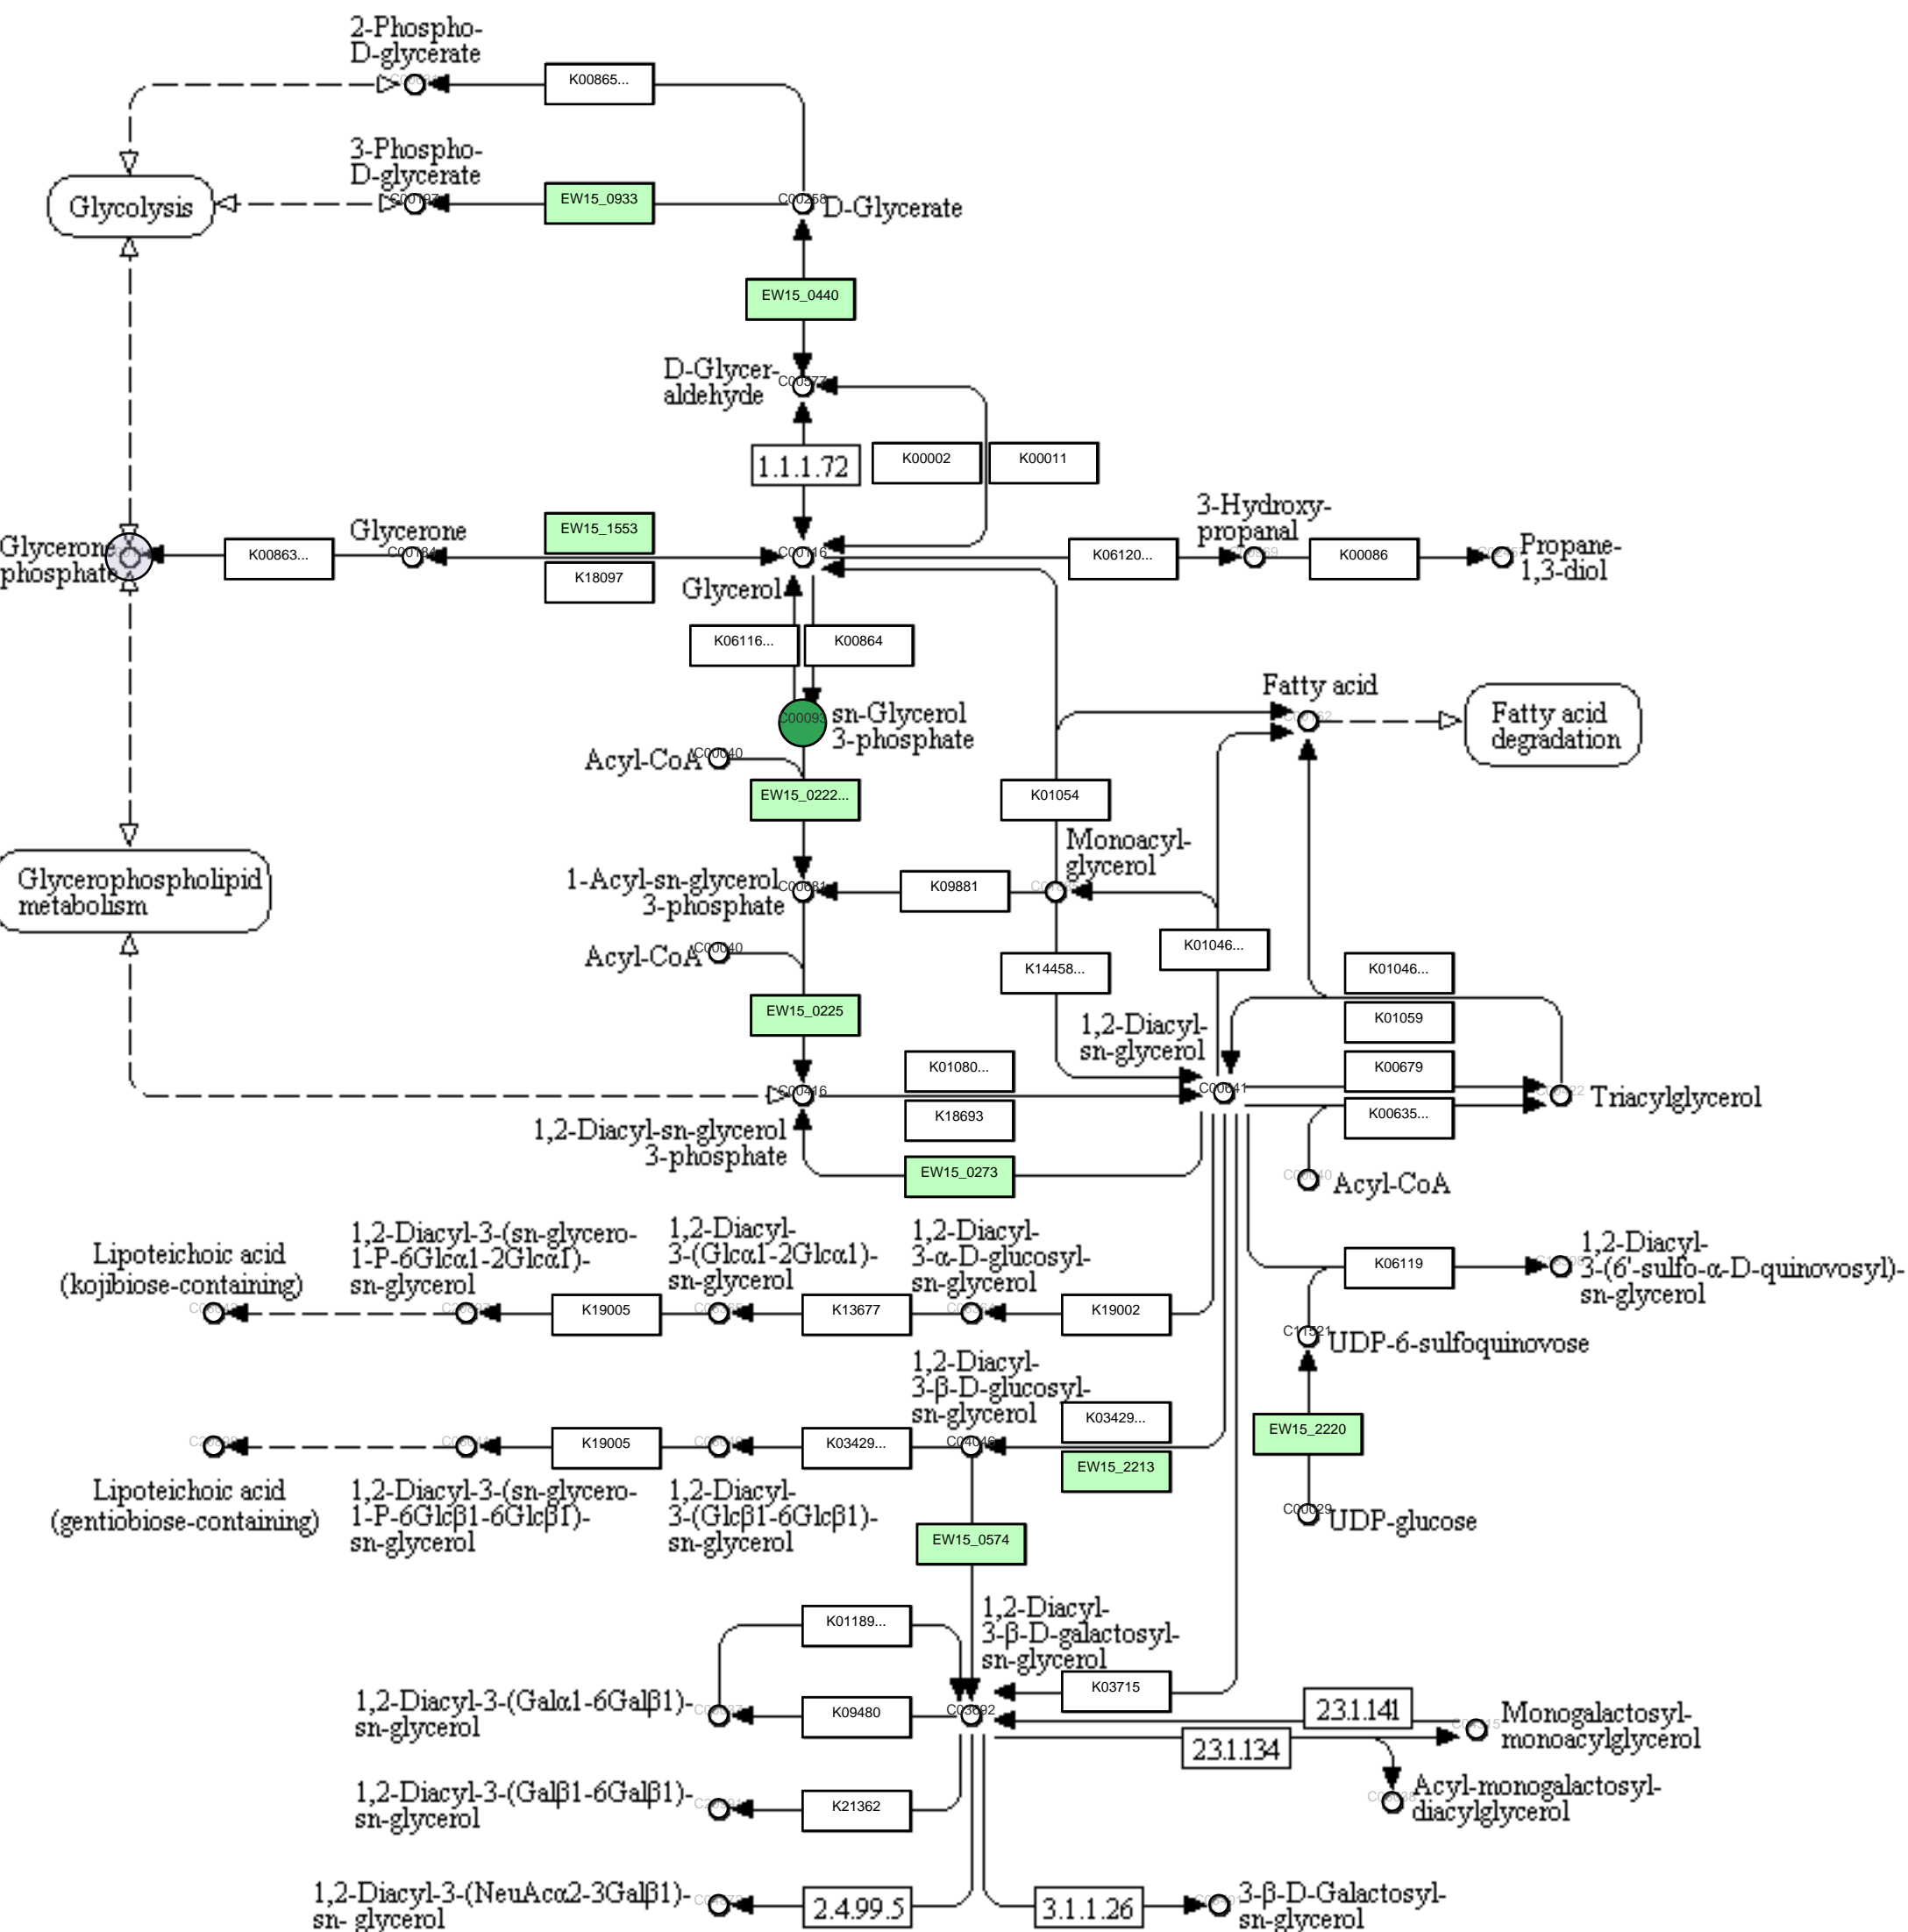 2-Phospho-
D-glycerate
K00865...
3-Phospho-
D-glycerate
Glycolysis
EW15_0933
C00258
D-Glycerate
EW15_0440
D-Glycer-
aldehyde
C00577
1.1.1.72
K00002
K00011
3-Hydroxy-
propanal
Glycerone
EW15_1553
Glycerone
phosphate
K00863...
C00184
C00116
K06120...
K00086
Propane-
1,3-diol
K18097
Glycerol
K06116...
K00864
Fatty acid
C00093
sn-Glycerol
3-phosphate
Fatty acid
degradation
Acyl-CoA
C00040
EW15_0222...
K01054
Monoacyl-
glycerol
Glycerophospholipid
metabolism
1-Acyl-sn-glycerol
3-phosphate
C00681
K09881
Acyl-CoA
C00040
K01046...
K14458...
K01046...
EW15_0225
1,2-Diacyl-
sn-glycerol
K01059
K01080...
K00679
C00416
C00641
Triacylglycerol
K18693
K00635...
1,2-Diacyl-sn-glycerol
3-phosphate
EW15_0273
Acyl-CoA
Lipoteichoic acid
(kojibiose-containing)
1,2-Diacyl-3-(sn-glycero-
1-P-6Glcα1-2Glcα1)-
sn-glycerol
1,2-Diacyl-
3-(Glcα1-2Glcα1)-
sn-glycerol
1,2-Diacyl-
3-α-D-glucosyl-
sn-glycerol
K06119
1,2-Diacyl-
3-(6'-sulfo-α-D-quinovosyl)-
sn-glycerol
K19005
K13677
K19002
C11521
UDP-6-sulfoquinovose
1,2-Diacyl-
3-β-D-glucosyl-
sn-glycerol
K03429...
EW15_2220
K19005
K03429...
C04046
EW15_2213
Lipoteichoic acid
(gentiobiose-containing)
1,2-Diacyl-3-(sn-glycero-
1-P-6Glcβ1-6Glcβ1)-
sn-glycerol
1,2-Diacyl-
3-(Glcβ1-6Glcβ1)-
sn-glycerol
C00029
UDP-glucose
EW15_0574
K01189...
1,2-Diacyl-
3-β-D-galactosyl-
sn-glycerol
K03715
1,2-Diacyl-3-(Galα1-6Galβ1)-
sn-glycerol
K09480
C03692
2.3.1.141
2.3.1.134
Monogalactosyl-
monoacylglycerol
1,2-Diacyl-3-(Galβ1-6Galβ1)-
sn-glycerol
K21362
Acyl-monogalactosyl-
diacylglycerol
1,2-Diacyl-3-(NeuAcα2-3Galβ1)-
sn- glycerol
2.4.99.5
3.1.1.26
3-β-D-Galactosyl-
sn-glycerol